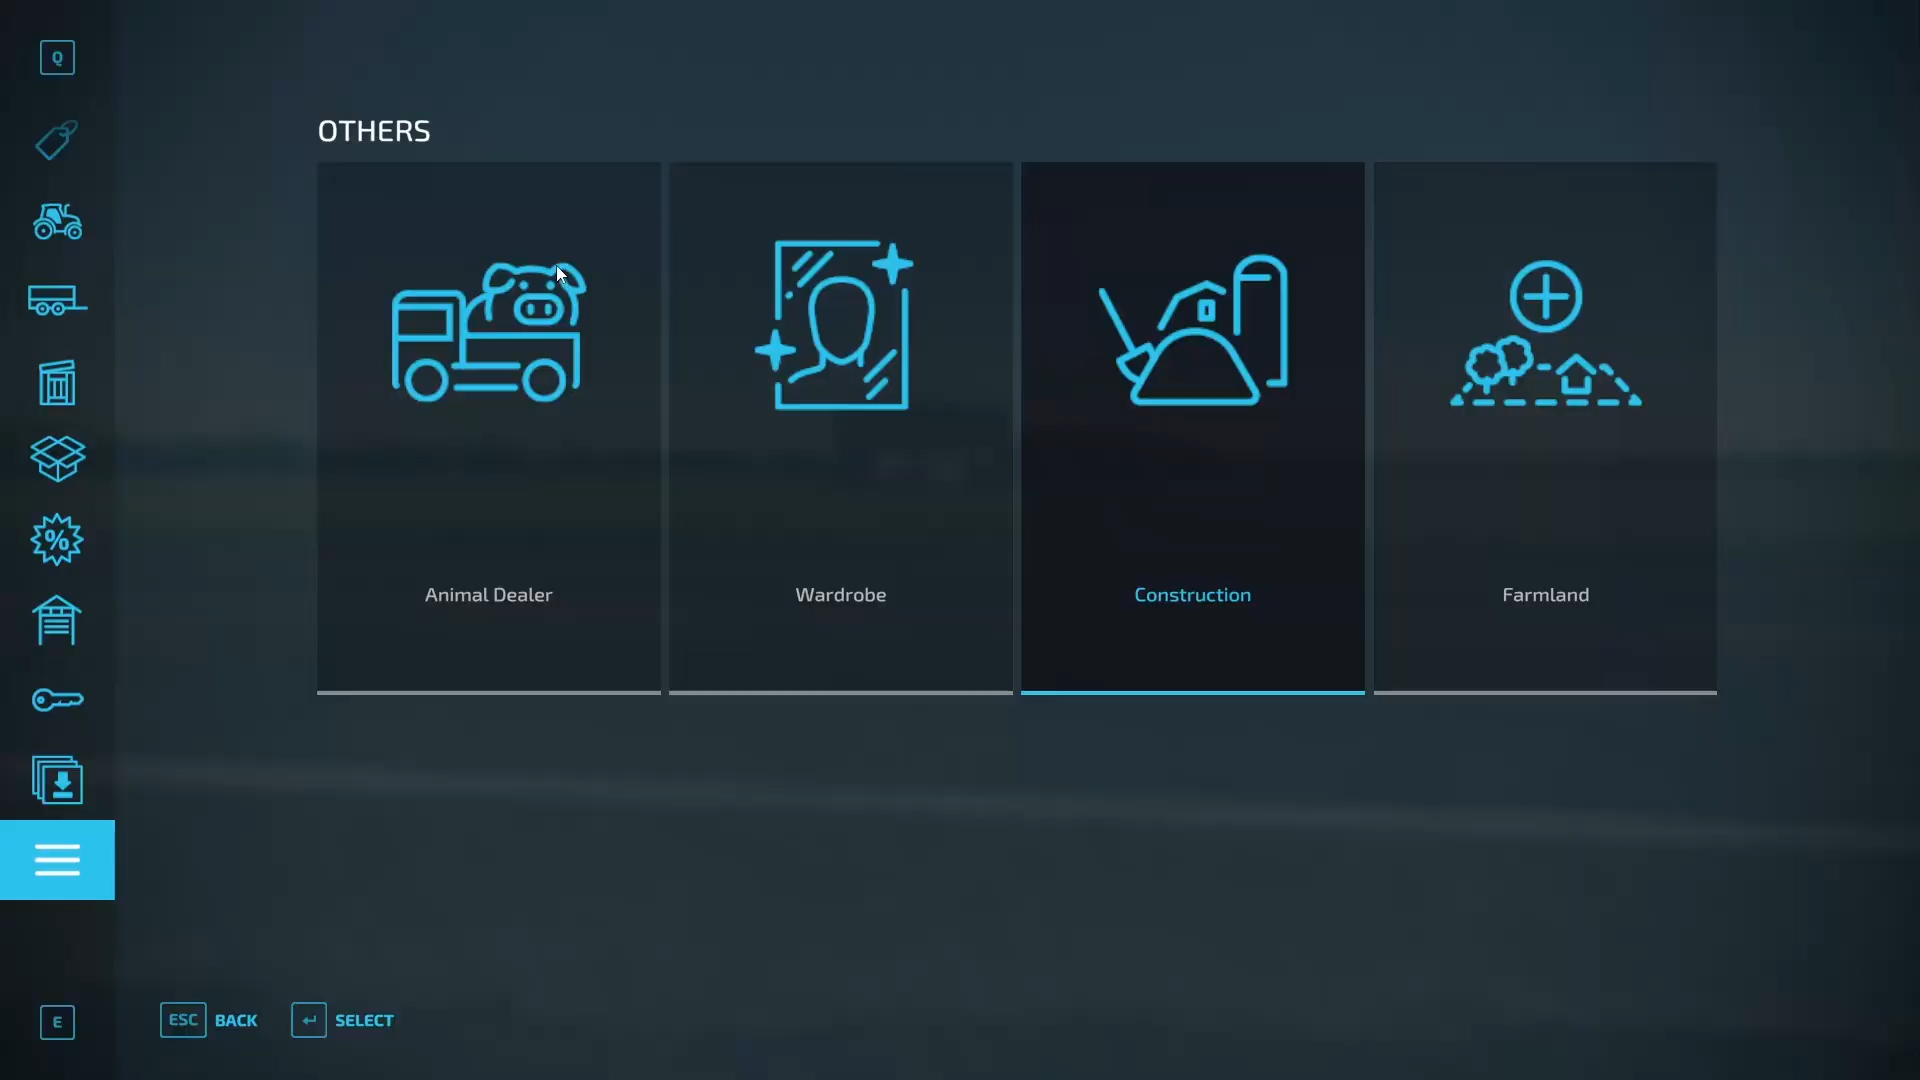 Q
OTHERS
%
Animal Dealer
Wardrobe
Construction
Farmland
E
ESC BACK
SELECT